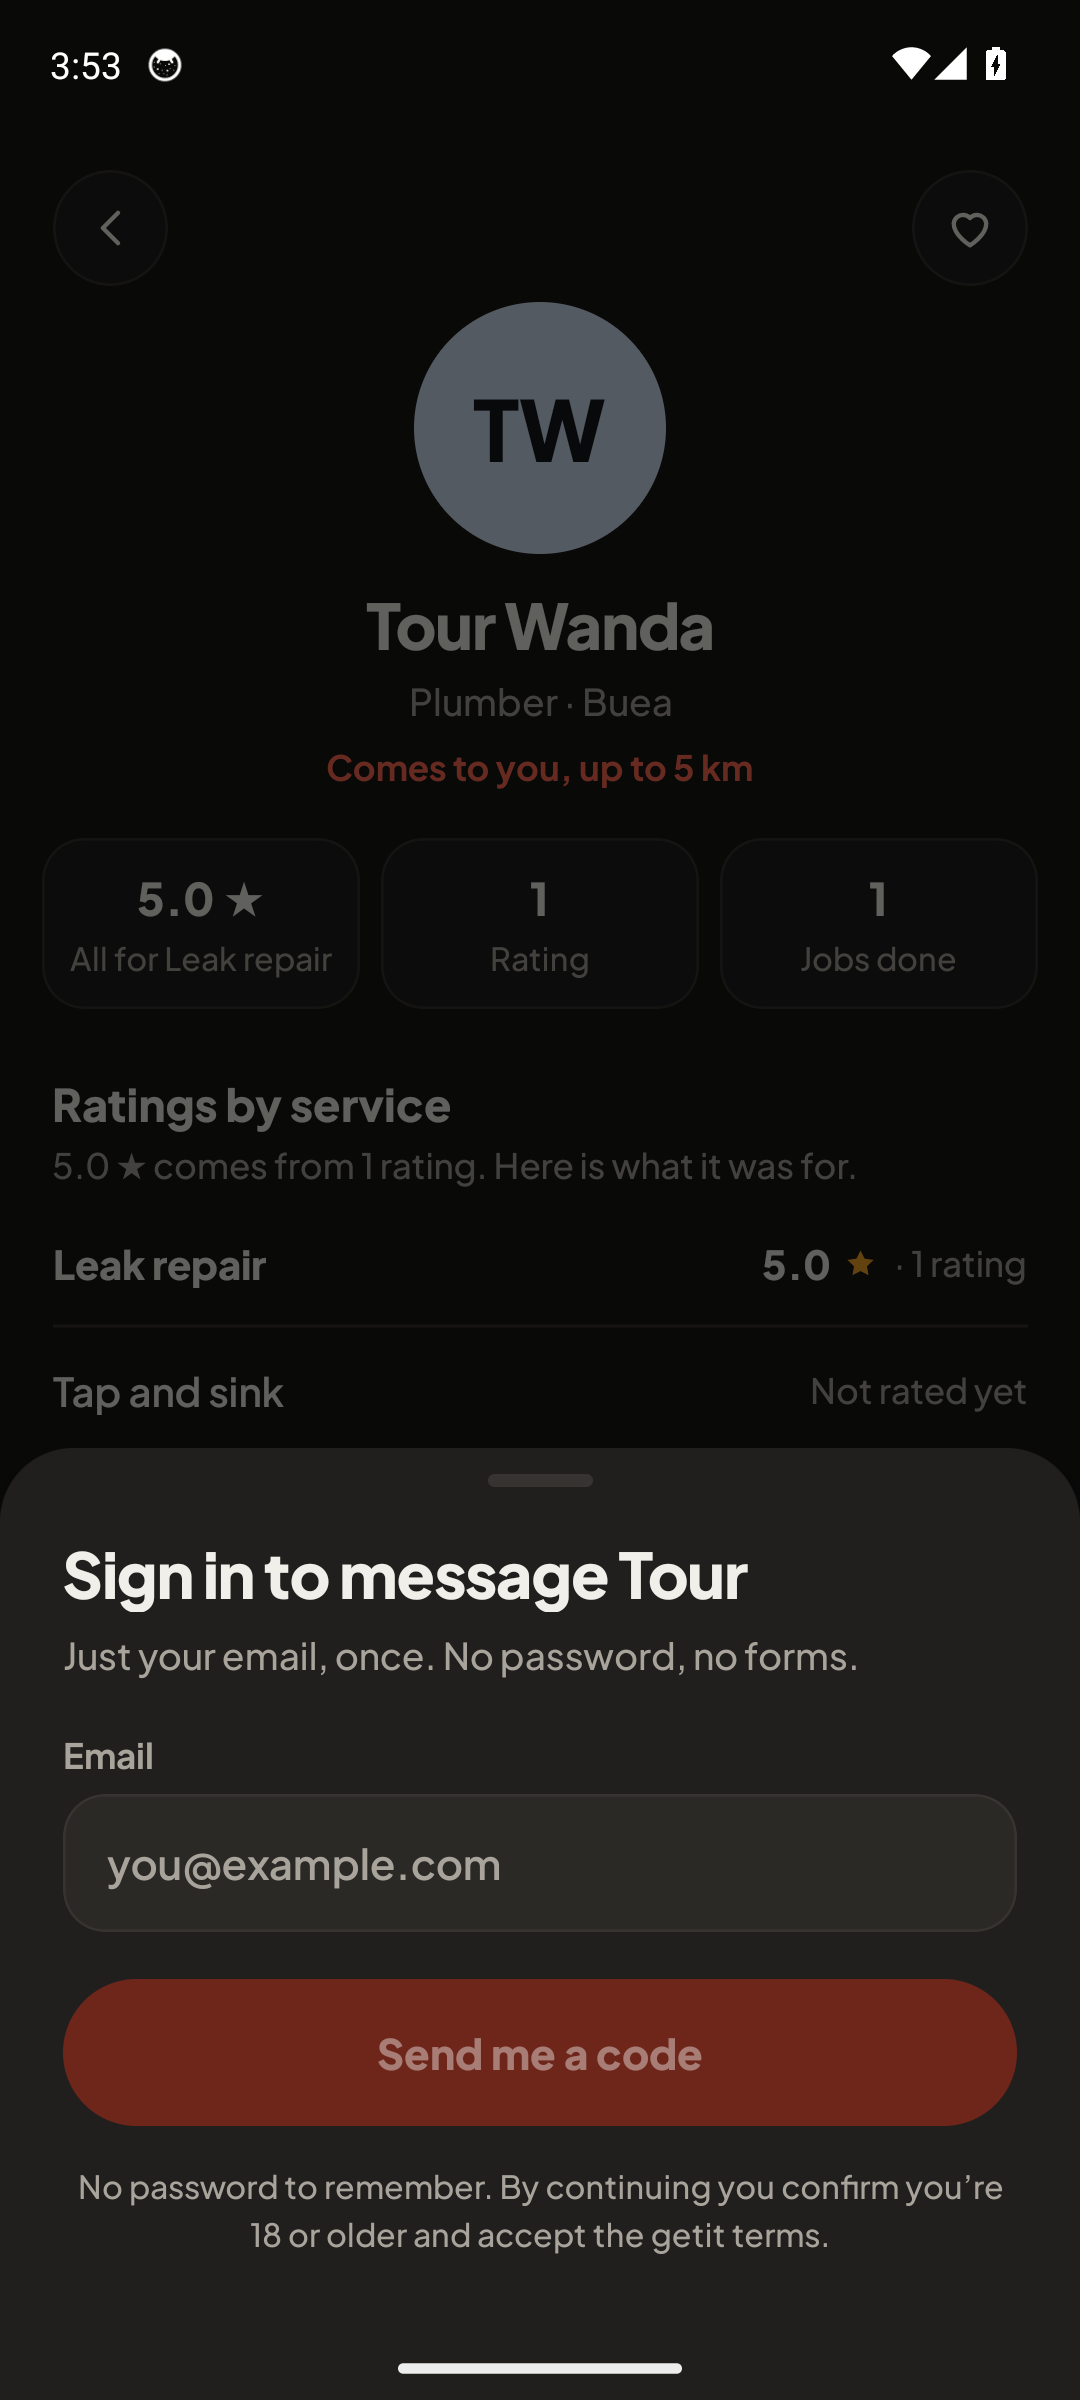 3:53
TW
Tour Wanda
Plumber · Buea
Comes to you, up to 5 km
5.0 ★
All for Leak repair
1
Rating
1
Jobs done
Ratings by service
5.0 ★ comes from 1 rating. Here is what it was for.
Leak repair 5.0 ★ · 1 rating
Tap and sink Not rated yet
Sign in to message Tour
Just your email, once. No password, no forms.
Email
you@example.com
Send me a code
No password to remember. By continuing you confirm you’re
18 or older and accept the getit terms.